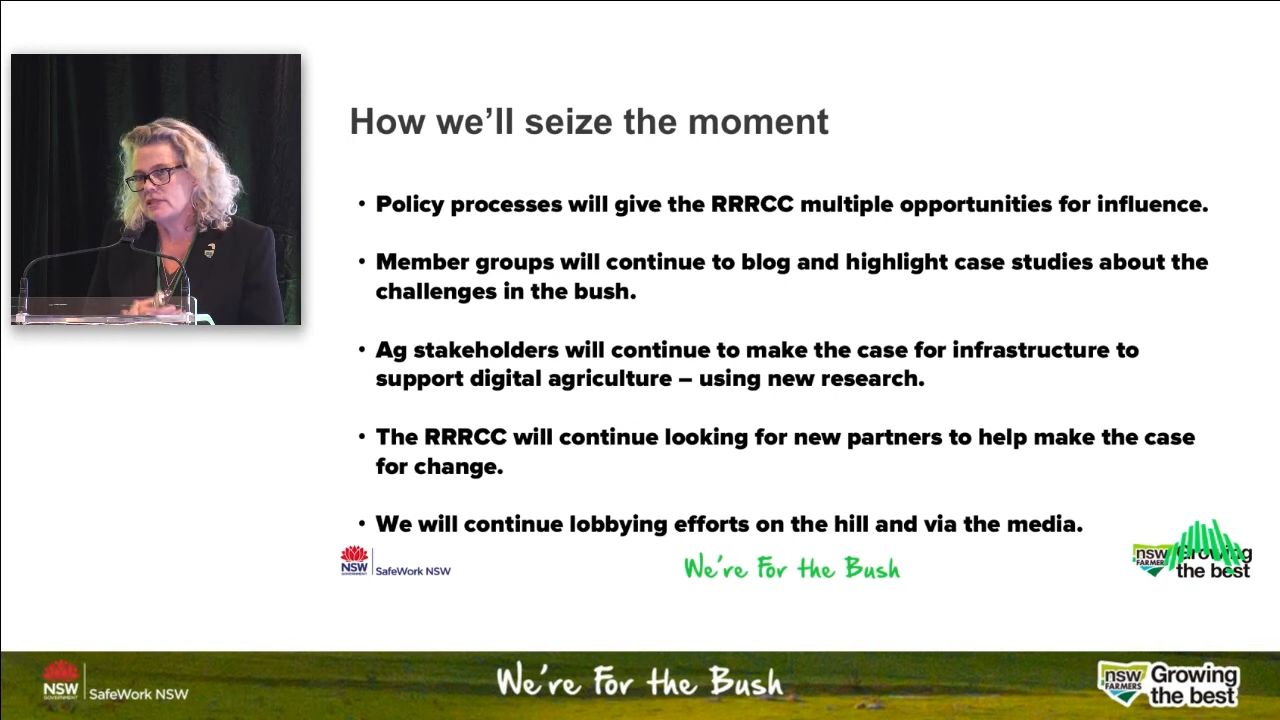 How we'll seize the moment
• Policy processes will give the RRRCC multiple opportunities for influence.
• Member groups will continue to blog and highlight case studies about the
challenges in the bush.
• Ag stakeholders will continue to make the case for infrastructure to
support digital agriculture – using new research.
• The RRRCC will continue looking for new partners to help make the case
for change.
• We will continue lobbying efforts on the hill and via the media.
NSW
GOVERNMENT
SafeWork NSW
We're For the Bush
nsw
FARMERS
Growing
the best
NSW
GOVERNMENT
SafeWork NSW
We're For the Bush
nsw
FARMERS
Growing
the best